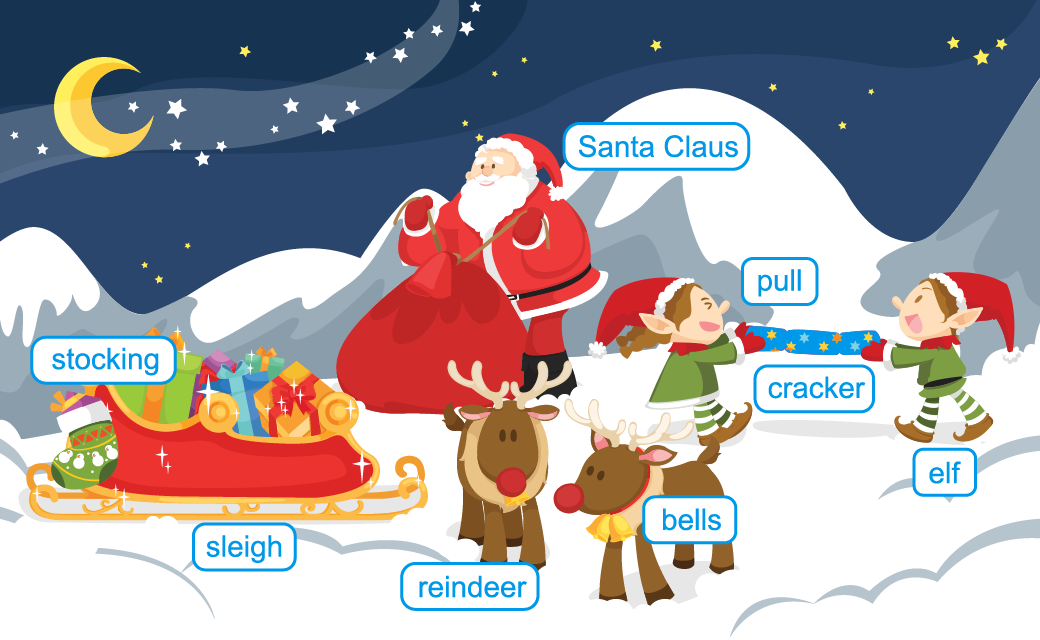 Santa Claus
pull
stocking
cracker
elf
bells
sleigh
reindeer